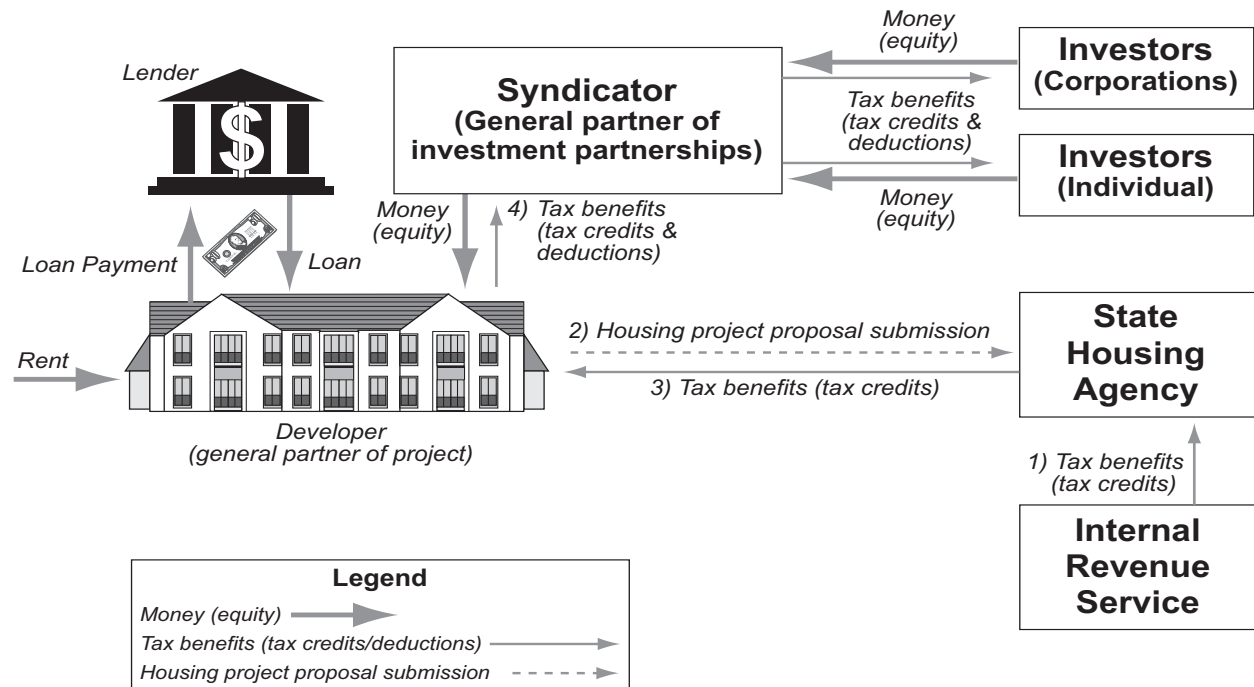 Lender
$
Loan Payment
Loan
Rent
Developer
(general partner of project)
Syndicator
(General partner of
investment partnerships)
Money
(equity)
4) Tax benefits
(tax credits &
deductions)
Money
(equity)
Tax benefits
(tax credits &
deductions)
Money
(equity)
Investors
(Corporations)
Investors
(Individual)
2) Housing project proposal submission
3) Tax benefits (tax credits)
State
Housing
Agency
1) Tax benefits
(tax credits)
Internal
Revenue
Service
Legend
Money (equity)
Tax benefits (tax credits/deductions)
Housing project proposal submission